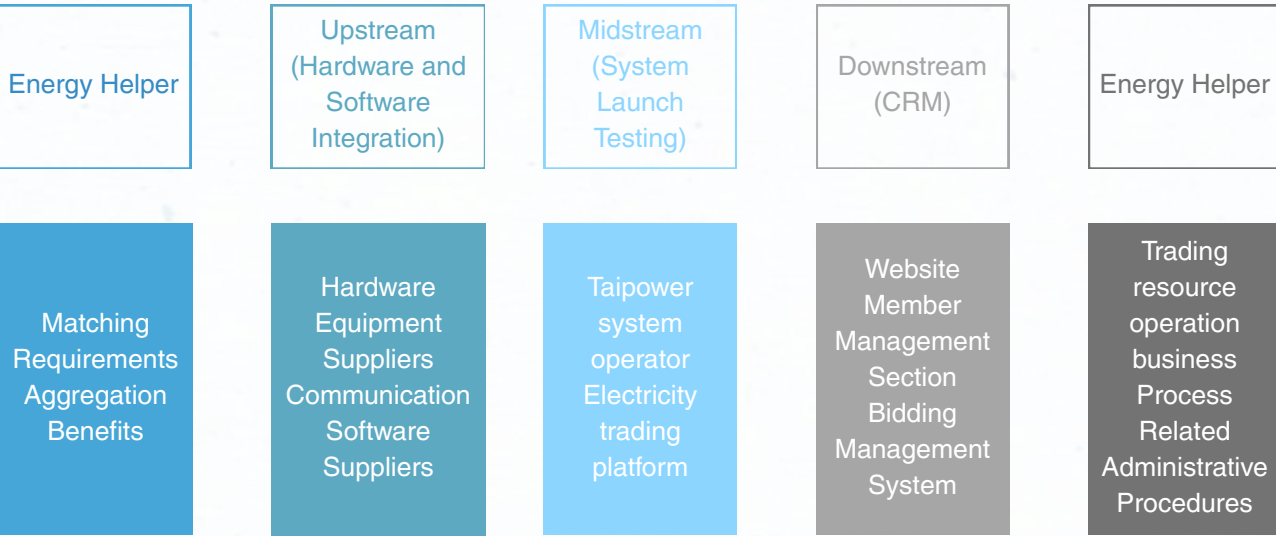 Energy Helper
Upstream
(Hardware and
Software
Integration)
Midstream
(System
Launch
Testing)
Downstream
(CRM)
Energy Helper
Matching
Requirements
Aggregation
Benefits
Hardware
Equipment
Suppliers
Communication
Software
Suppliers
Taipower
system
operator
Electricity
trading
platform
Website
Member
Management
Section
Bidding
Management
System
Trading
resource
operation
business
Process
Related
Administrative
Procedures